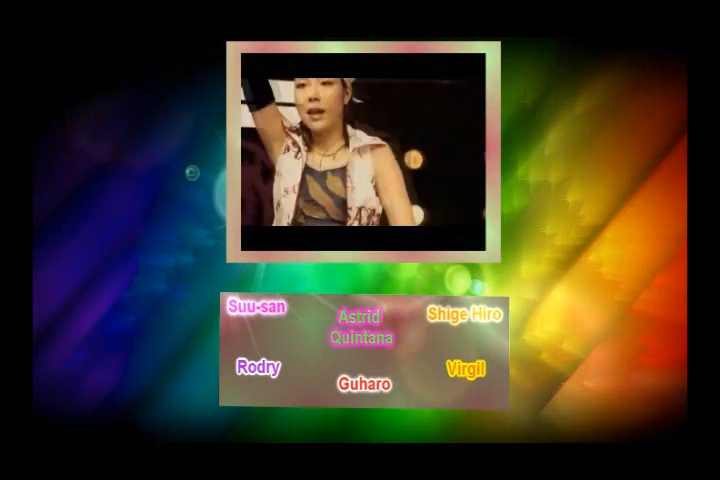 Suu-san
Astrid
Quintana
Shige Hiro
Rodry
Guharo
Virgil